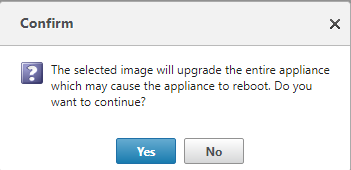 Confirm
The selected image will upgrade the entire appliance
which may cause the appliance to reboot. Do you
want to continue?
Yes
No